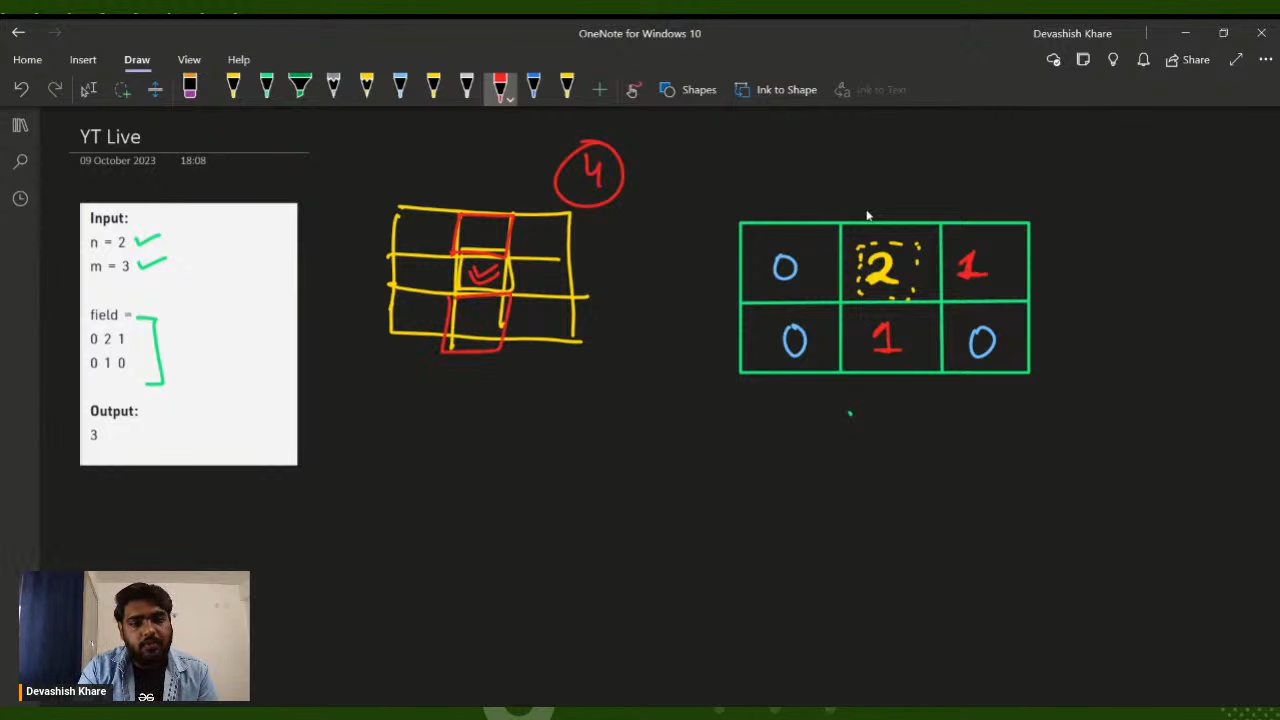 OneNote for Windows 10
Devashish Khare
Home Insert Draw View Help
Share
Shapes
Ink to Shape
Ink to Text
YT Live
09 October 2023 18:08
Input:
n = 2
m = 3
field =
0 2 1
0 1 0
Output:
3
4
0 2 1
0 1 0
Devashish Khare